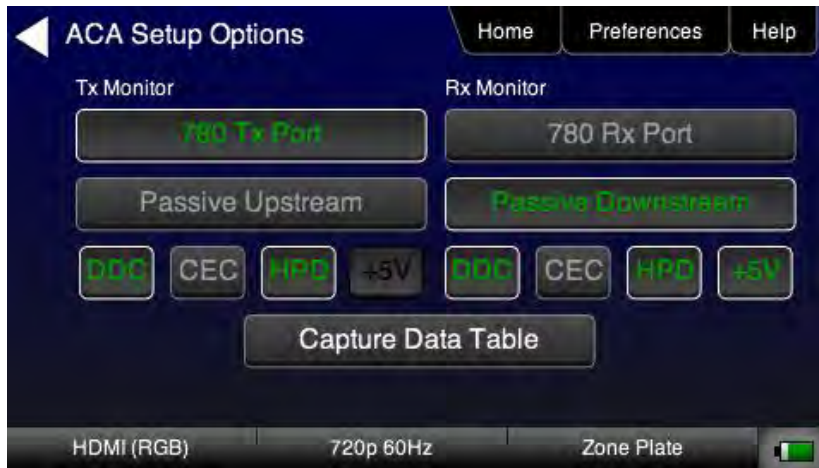 ACA Setup Options Home Preferences Help
Tx Monitor Rx Monitor
780 Tx Port 780 Rx Port
Passive Upstream Passive Downstream
DDC CEC HPD +5V DDC CEC HPD +5V
Capture Data Table
HDMI (RGB) 720p 60Hz Zone Plate